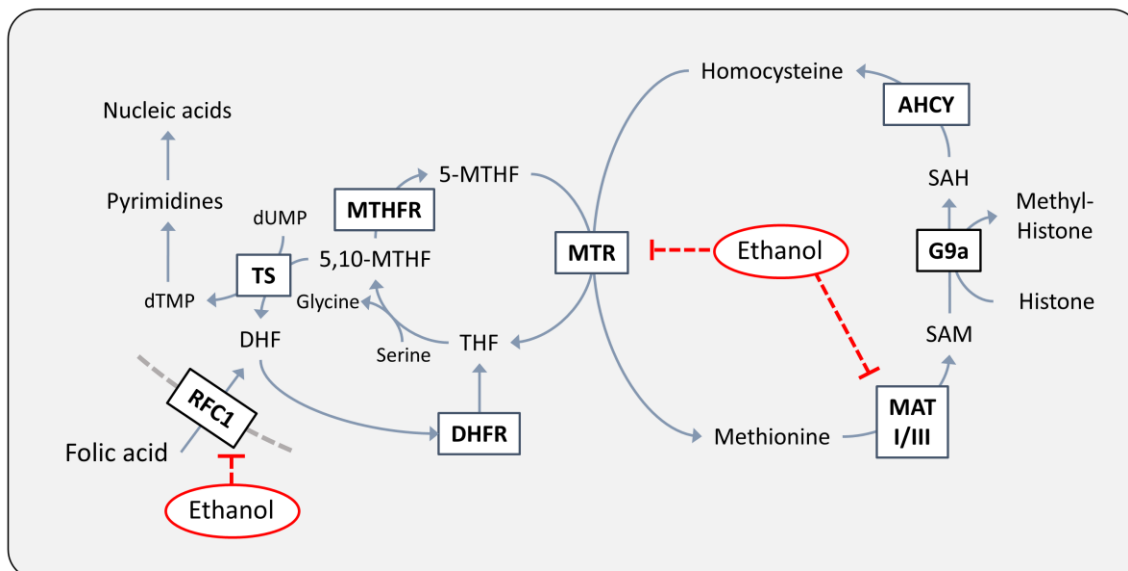 Homocysteine
AHCY
Nucleic acids
5-MTHF
SAH
Pyrimidines
MTHFR
Methyl-
Histone
dUMP
5,10-MTHF
MTR
Ethanol
G9a
TS
dTMP
Glycine
Histone
DHF
Serine
THF
SAM
RFC1
MAT
I/III
DHFR
Methionine
Folic acid
Ethanol